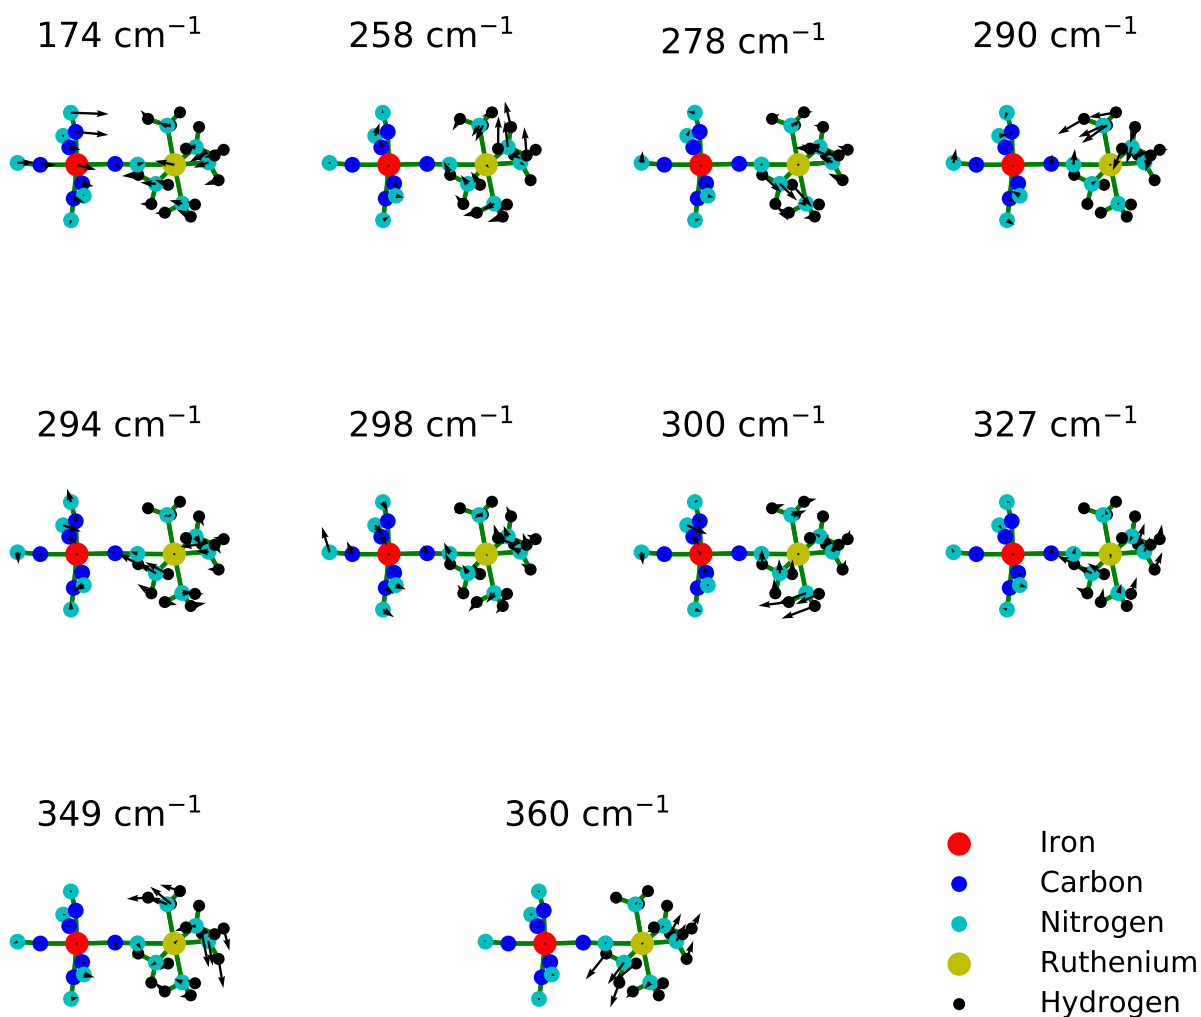 174 cm⁻¹ 258 cm⁻¹ 278 cm⁻¹ 290 cm⁻¹
294 cm⁻¹ 298 cm⁻¹ 300 cm⁻¹ 327 cm⁻¹
349 cm⁻¹ 360 cm⁻¹
Iron
Carbon
Nitrogen
Ruthenium
Hydrogen